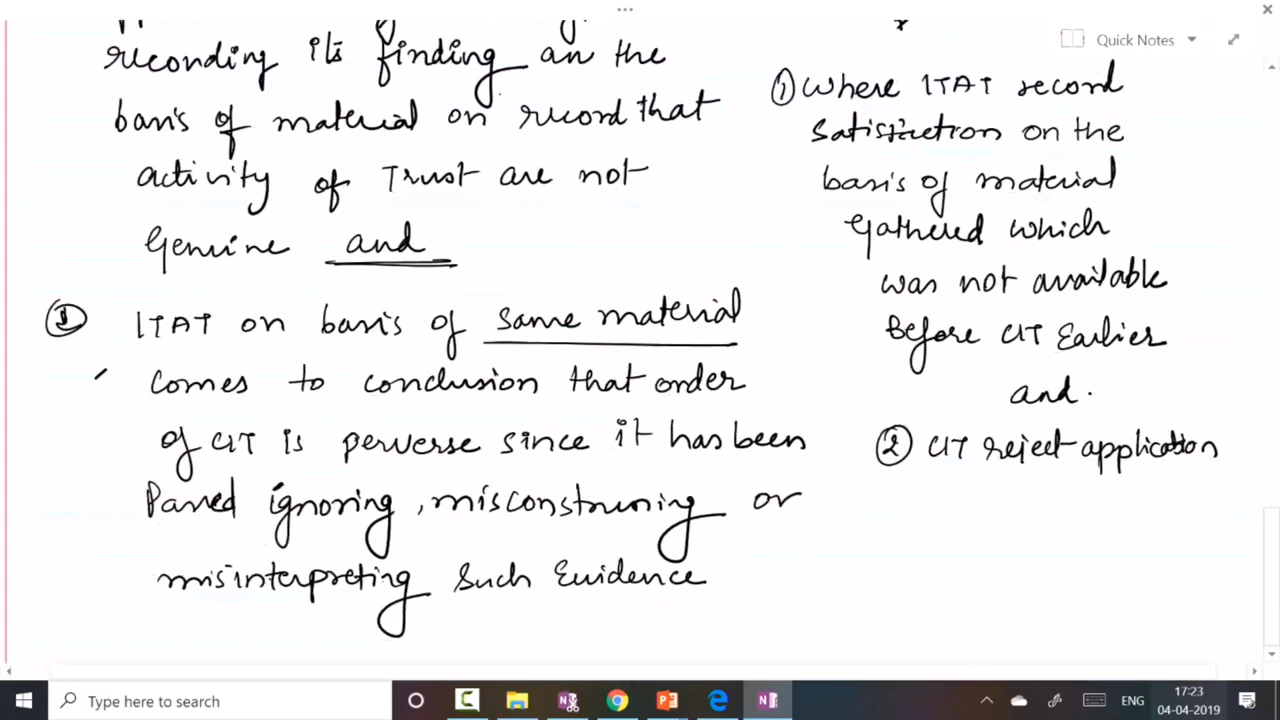 Quick Notes
reconding its finding an the
basis of material on record that
activity of Trust are not
Genuine and
② ITAT on basis of same material
comes to conclusion that order
of CIT is perverse since it has been
Passed ignoring, misconstruning or
misinterpreting such Evidence
① Where ITAT record
satisfaction on the
basis of material
Gathered which
was not available
Before CIT Earlier
and.
② CIT reject application
Type here to search
ENG
17:23
04-04-2019